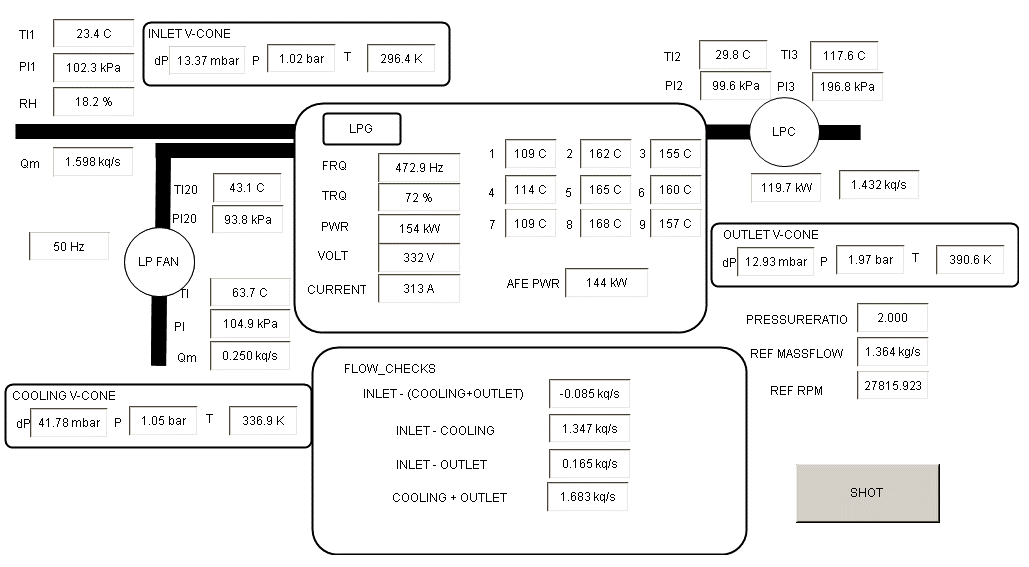 TI1 23.4 C
PI1 102.3 kPa
RH 18.2 %
INLET V-CONE
dP 13.37 mbar P 1.02 bar T 296.4 K
TI2 29.8 C TI3 117.6 C
PI2 99.6 kPa PI3 196.8 kPa
LPC
119.7 kW 1.432 kq/s
Qm 1.598 kq/s
TI20 43.1 C
PI20 93.8 kPa
50 Hz
LP FAN
TI 63.7 C
PI 104.9 kPa
Qm 0.250 kq/s
LPG
FRQ 472.9 Hz
TRQ 72 %
PWR 154 kW
VOLT 332 V
CURRENT 313 A
1 109 C 2 162 C 3 155 C
4 114 C 5 165 C 6 160 C
7 109 C 8 168 C 9 157 C
AFE PWR 144 kW
OUTLET V-CONE
dP 12.93 mbar P 1.97 bar T 390.6 K
PRESSURERATIO 2.000
REF MASSFLOW 1.364 kg/s
REF RPM 27815.923
COOLING V-CONE
dP 41.78 mbar P 1.05 bar T 336.9 K
FLOW_CHECKS
INLET - (COOLING+OUTLET) -0.085 kq/s
INLET - COOLING 1.347 kq/s
INLET - OUTLET 0.165 kq/s
COOLING + OUTLET 1.683 kq/s
SHOT